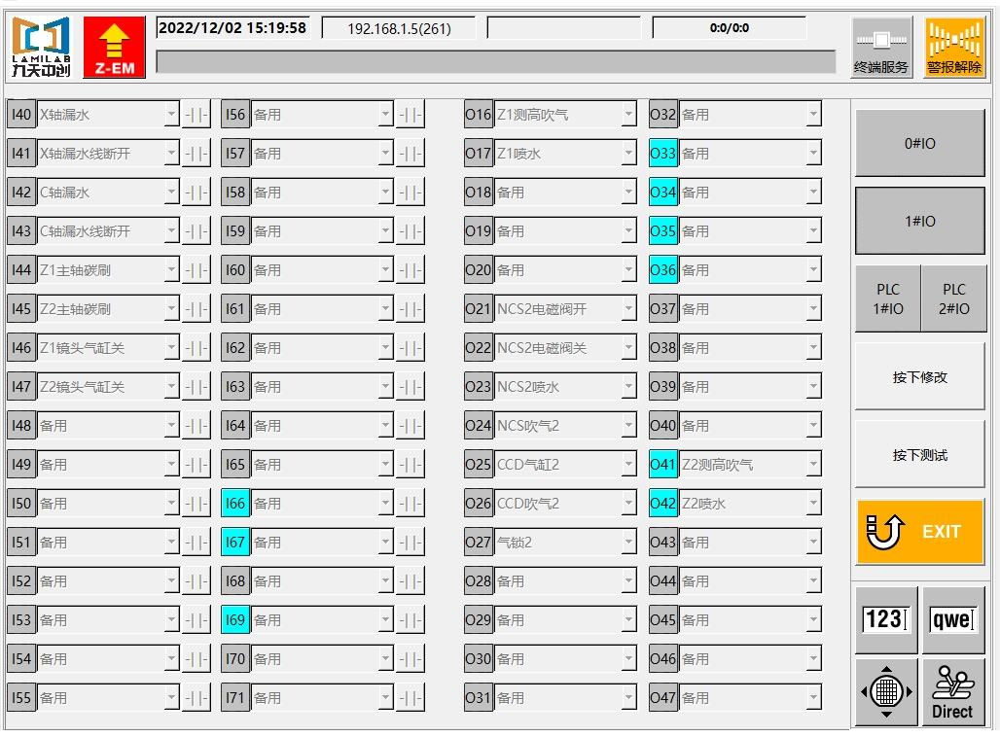 LAMILAB
九天中创
Z-EM
2022/12/02 15:19:58
192.168.1.5(261)
0:0/0:0
终端服务
警报解除
I40 X轴漏水 -| |- I56 备用 -| |- O16 Z1测高吹气 O32 备用
I41 X轴漏水线断开 -| |- I57 备用 -| |- O17 Z1喷水 O33 备用
I42 C轴漏水 -| |- I58 备用 -| |- O18 备用 O34 备用
I43 C轴漏水线断开 -| |- I59 备用 -| |- O19 备用 O35 备用
I44 Z1主轴碳刷 -| |- I60 备用 -| |- O20 备用 O36 备用
I45 Z2主轴碳刷 -| |- I61 备用 -| |- O21 NCS2电磁阀开 O37 备用
I46 Z1镜头气缸关 -| |- I62 备用 -| |- O22 NCS2电磁阀关 O38 备用
I47 Z2镜头气缸关 -| |- I63 备用 -| |- O23 NCS2喷水 O39 备用
I48 备用 -| |- I64 备用 -| |- O24 NCS吹气2 O40 备用
I49 备用 -| |- I65 备用 -| |- O25 CCD气缸2 O41 Z2测高吹气
I50 备用 -| |- I66 备用 -| |- O26 CCD吹气2 O42 Z2喷水
I51 备用 -| |- I67 备用 -| |- O27 气锁2 O43 备用
I52 备用 -| |- I68 备用 -| |- O28 备用 O44 备用
I53 备用 -| |- I69 备用 -| |- O29 备用 O45 备用
I54 备用 -| |- I70 备用 -| |- O30 备用 O46 备用
I55 备用 -| |- I71 备用 -| |- O31 备用 O47 备用
0#IO
1#IO
PLC 1#IO
PLC 2#IO
按下修改
按下测试
EXIT
123
qwe
Direct